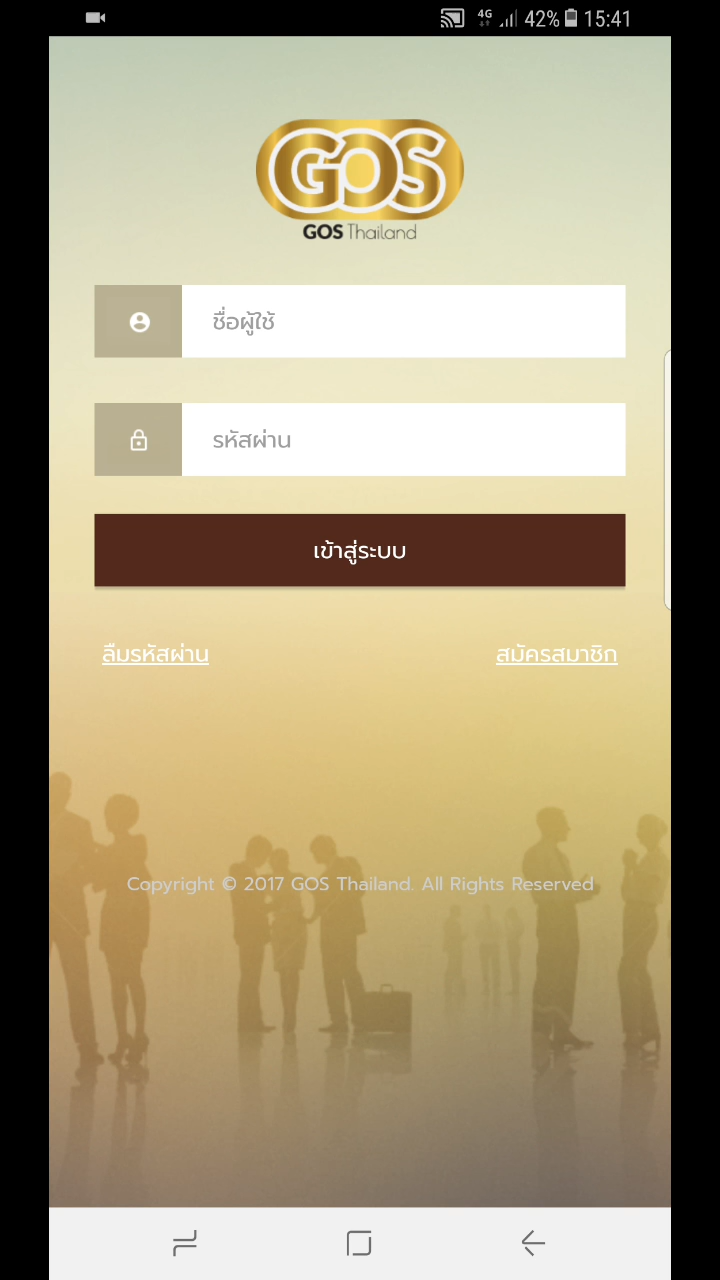 4G 42% 15:41
GOS
GOS Thailand
ชื่อผู้ใช้
รหัสผ่าน
เข้าสู่ระบบ
ลืมรหัสผ่าน สมัครสมาชิก
Copyright © 2017 GOS Thailand. All Rights Reserved